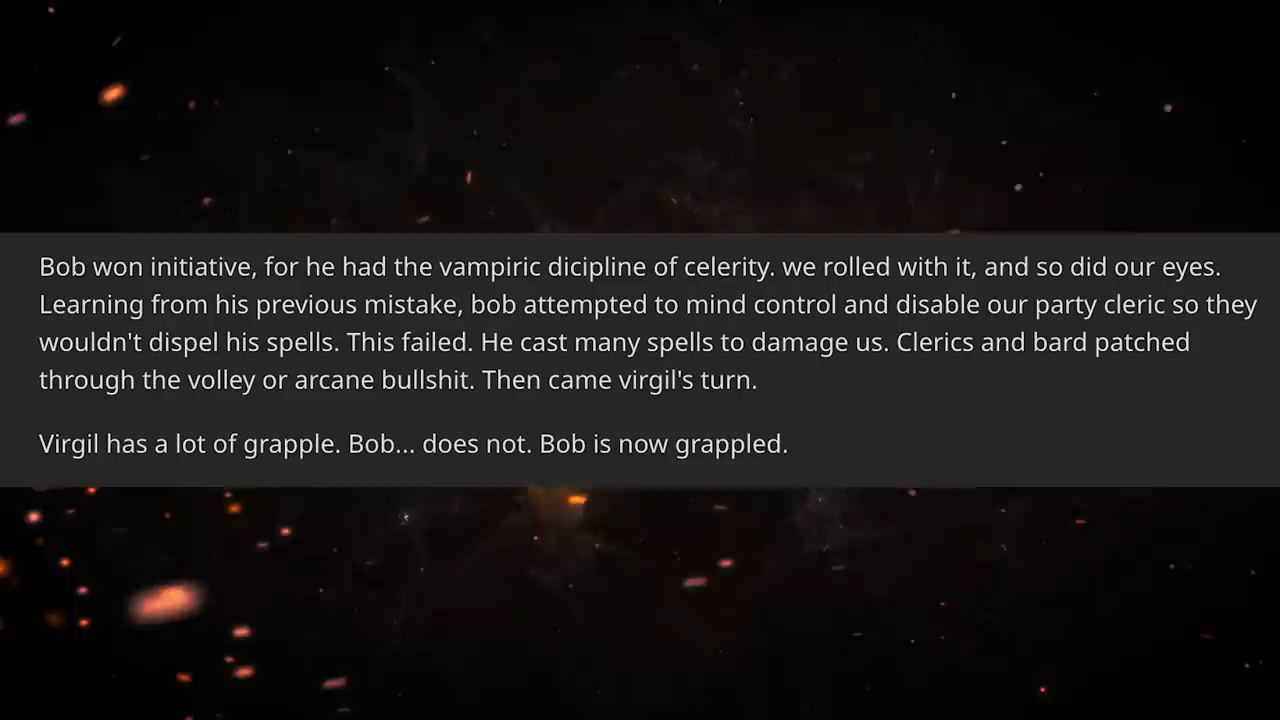 Bob won initiative, for he had the vampiric dicipline of celerity. we rolled with it, and so did our eyes.
Learning from his previous mistake, bob attempted to mind control and disable our party cleric so they
wouldn't dispel his spells. This failed. He cast many spells to damage us. Clerics and bard patched
through the volley or arcane bullshit. Then came virgil's turn.
Virgil has a lot of grapple. Bob... does not. Bob is now grappled.